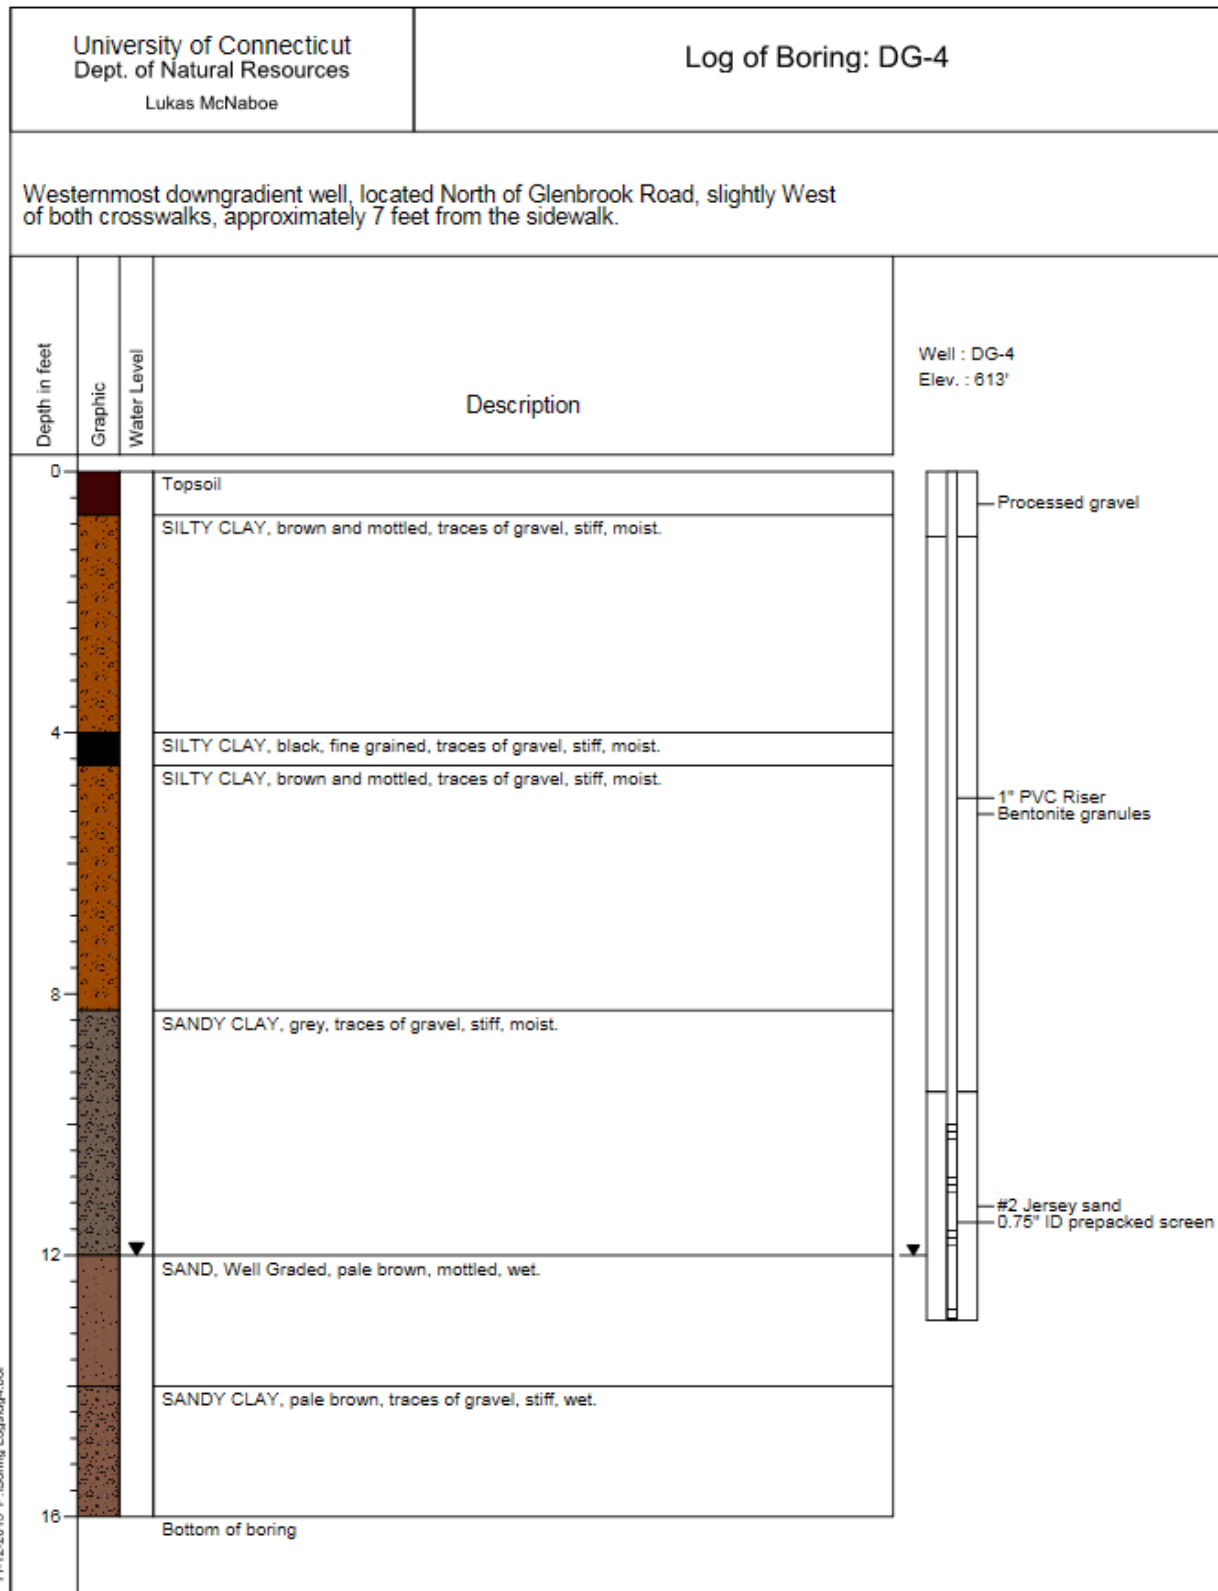 University of Connecticut
Dept. of Natural Resources
Lukas McNaboe
Log of Boring: DG-4
Westernmost downgradient well, located North of Glenbrook Road, slightly West
of both crosswalks, approximately 7 feet from the sidewalk.
Depth in feet
Graphic
Water Level
Description
Well : DG-4
Elev. : 613'
0
Topsoil
Processed gravel
SILTY CLAY, brown and mottled, traces of gravel, stiff, moist.
4
SILTY CLAY, black, fine grained, traces of gravel, stiff, moist.
SILTY CLAY, brown and mottled, traces of gravel, stiff, moist.
1" PVC Riser
Bentonite granules
8
SANDY CLAY, grey, traces of gravel, stiff, moist.
#2 Jersey sand
0.75" ID prepacked screen
12
SAND, Well Graded, pale brown, mottled, wet.
SANDY CLAY, pale brown, traces of gravel, stiff, wet.
16
Bottom of boring